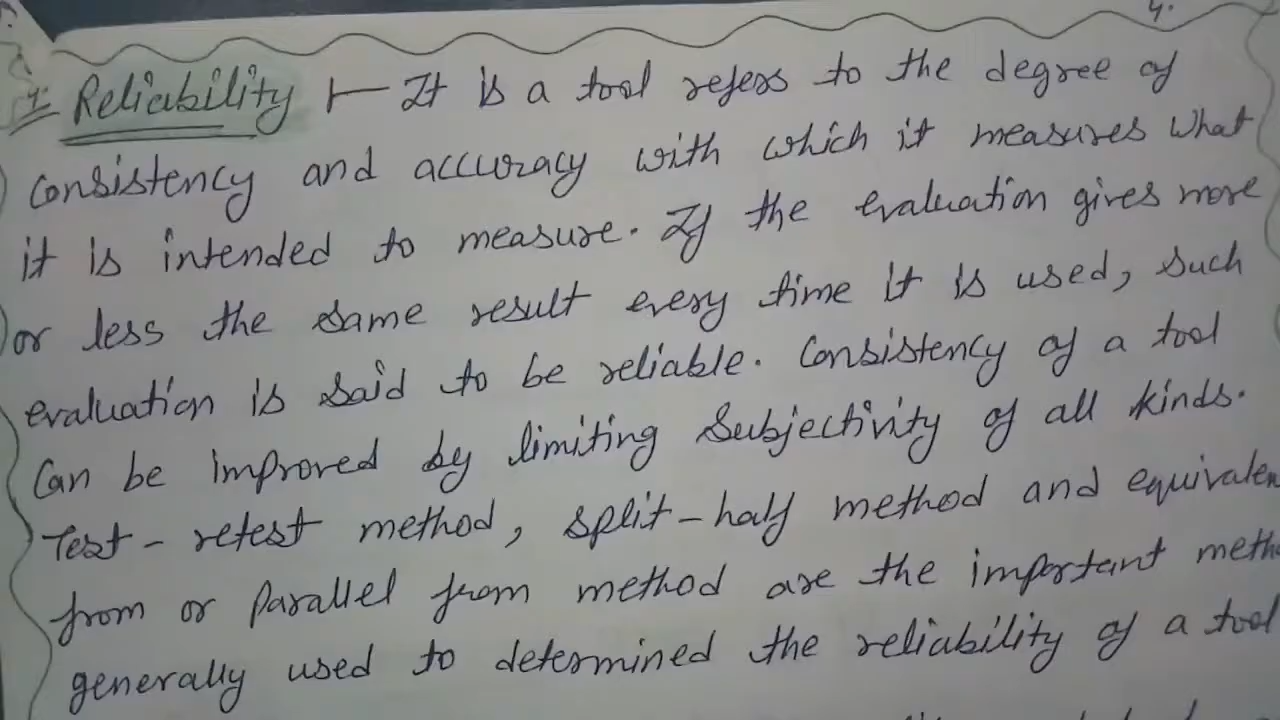 4.
1. Reliability :- It is a tool refers to the degree of
consistency and accuracy with which it measures what
it is intended to measure. If the evaluation gives more
or less the same result every time it is used, such
evaluation is said to be reliable. Consistency of a tool
can be improved by limiting subjectivity of all kinds.
Test - retest method, split-half method and equivalen
from or parallel from method are the important meth
generally used to determined the reliability of a tool